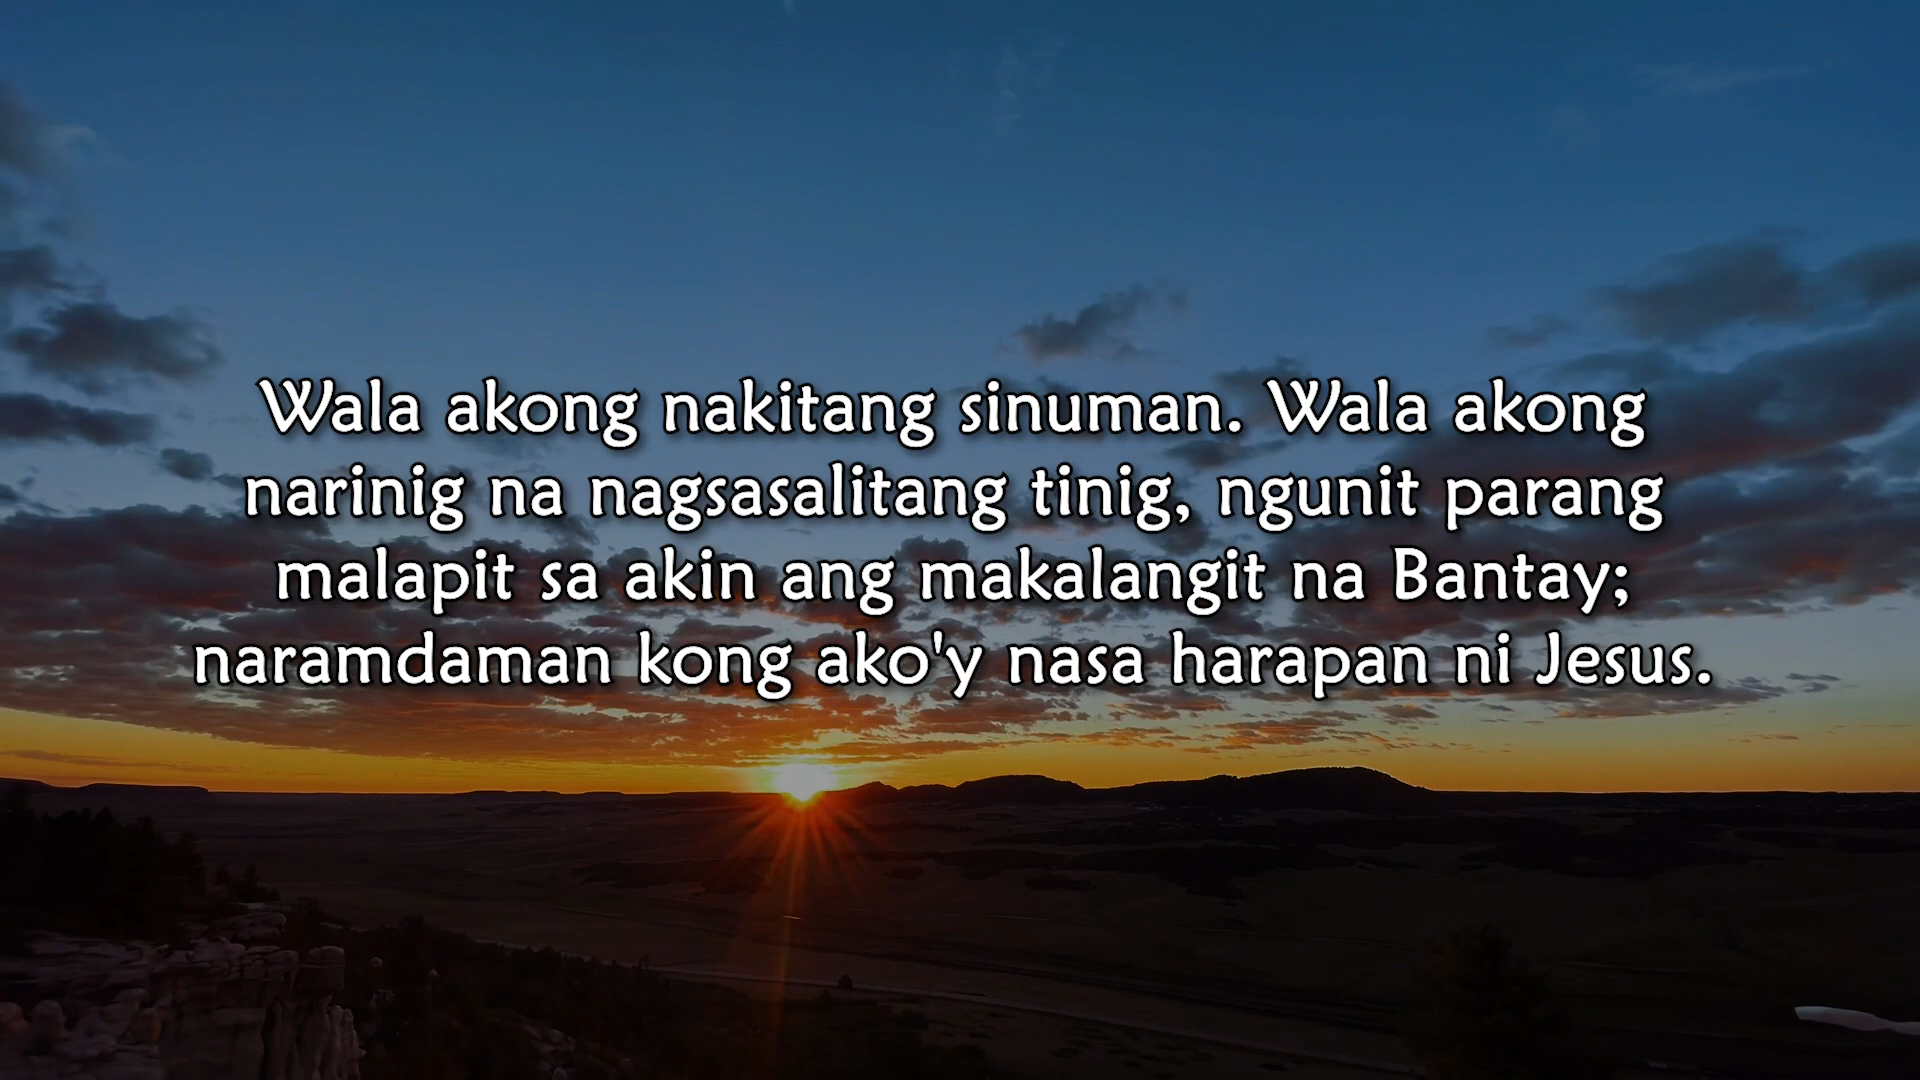 Wala akong nakitang sinuman. Wala akong
narinig na nagsasalitang tinig, ngunit parang
malapit sa akin ang makalangit na Bantay;
naramdaman kong ako'y nasa harapan ni Jesus.